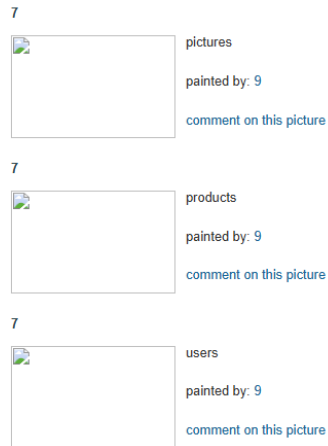 7
pictures
painted by: 9
comment on this picture
7
products
painted by: 9
comment on this picture
7
users
painted by: 9
comment on this picture